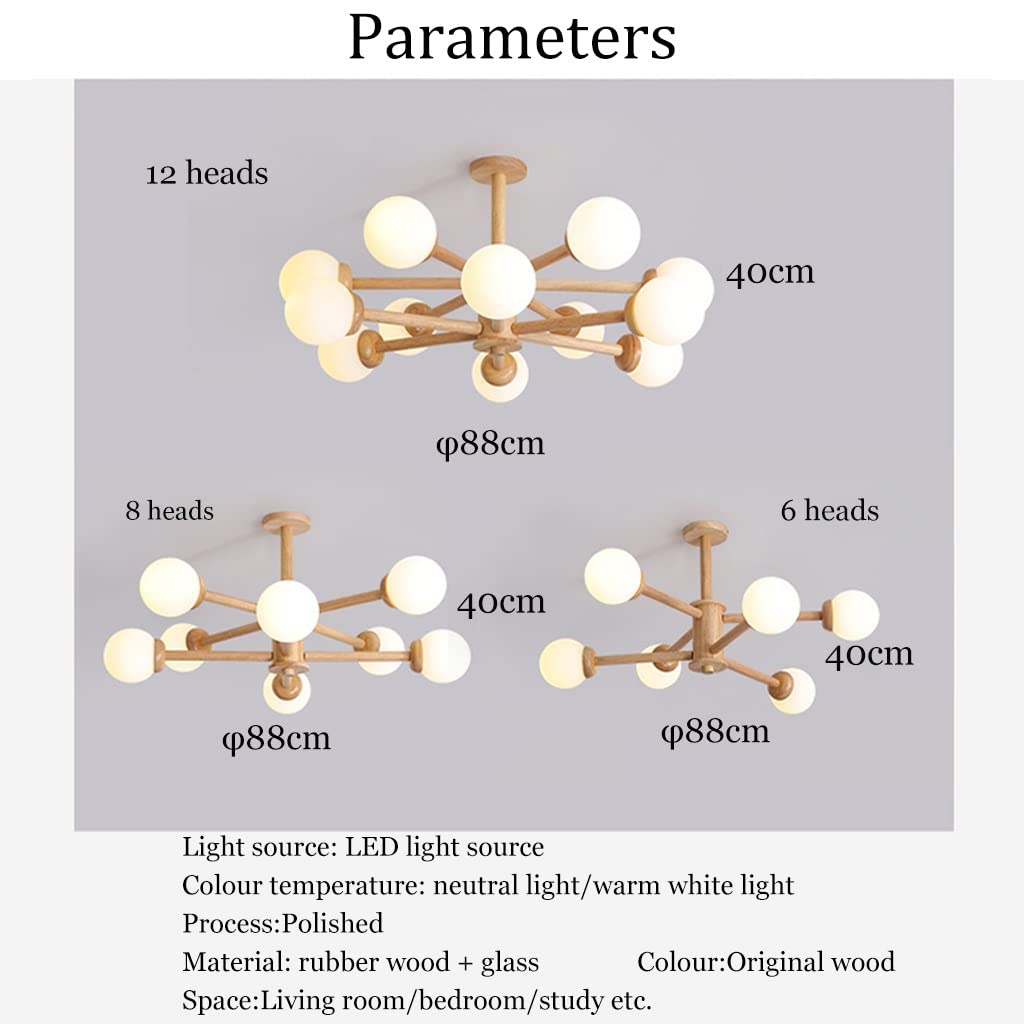 Parameters
12 heads
40cm
φ88cm
8 heads
6 heads
40cm
40cm
φ88cm
φ88cm
Light source: LED light source
Colour temperature: neutral light/warm white light
Process:Polished
Material: rubber wood + glass Colour:Original wood
Space:Living room/bedroom/study etc.